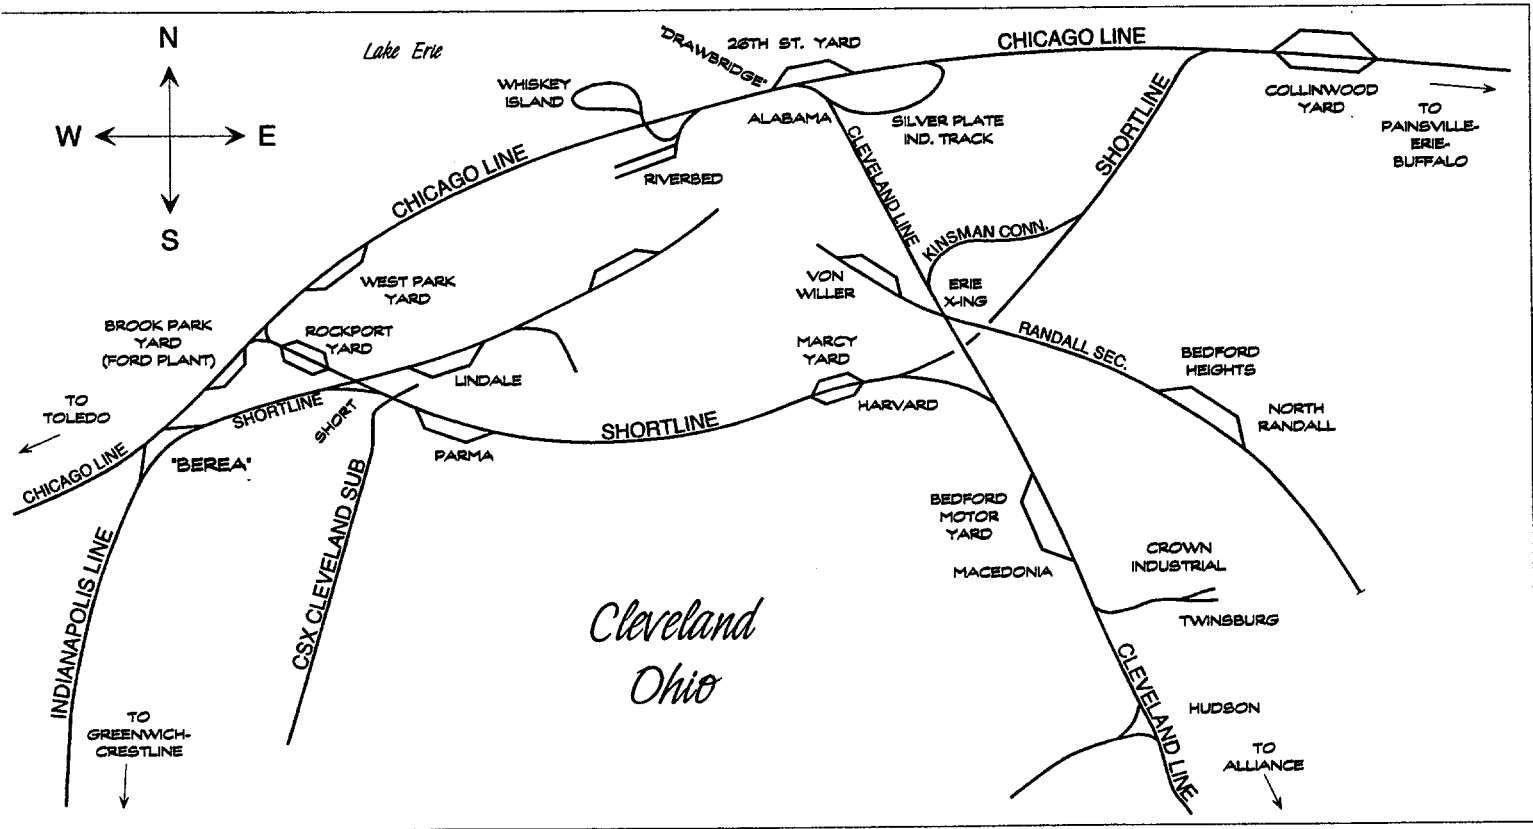 N
W
E
S
Lake Erie
"DRAWBRIDGE"
26TH ST. YARD
CHICAGO LINE
COLLINWOOD
YARD
TO
PAINSVILLE-
ERIE-
BUFFALO
WHISKEY
ISLAND
ALABAMA
SILVER PLATE
IND. TRACK
SHORTLINE
CHICAGO LINE
RIVERBED
CLEVELAND LINE
KINSMAN CONN.
WEST PARK
YARD
VON
WILLER
ERIE
X-ING
BROOK PARK
YARD
(FORD PLANT)
ROCKPORT
YARD
MARCY
YARD
RANDALL SEC.
BEDFORD
HEIGHTS
LINDALE
HARVARD
NORTH
RANDALL
TO
TOLEDO
SHORTLINE
SHORT
SHORTLINE
PARMA
CHICAGO LINE
"BEREA"
BEDFORD
MOTOR
YARD
MACEDONIA
CROWN
INDUSTRIAL
TWINSBURG
INDIANAPOLIS LINE
CSX CLEVELAND SUB
Cleveland
Ohio
CLEVELAND LINE
HUDSON
TO
GREENWICH-
CRESTLINE
TO
ALLIANCE